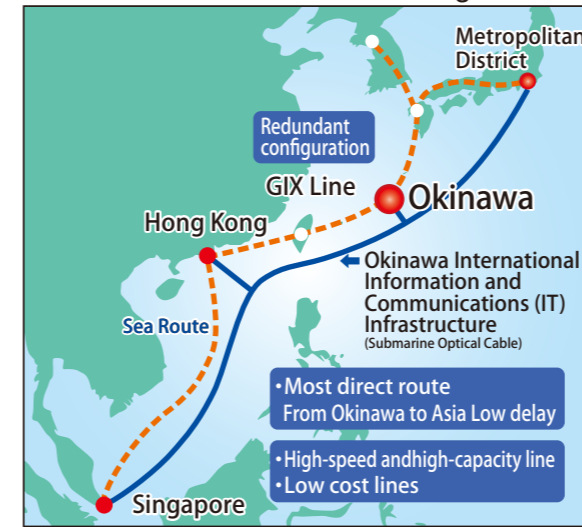 Metropolitan
District
Redundant
configuration
GIX Line
Okinawa
Hong Kong
Okinawa International
Information and
Communications (IT)
Infrastructure
(Submarine Optical Cable)
Sea Route
•Most direct route
From Okinawa to Asia Low delay
•High-speed andhigh-capacity line
•Low cost lines
Singapore